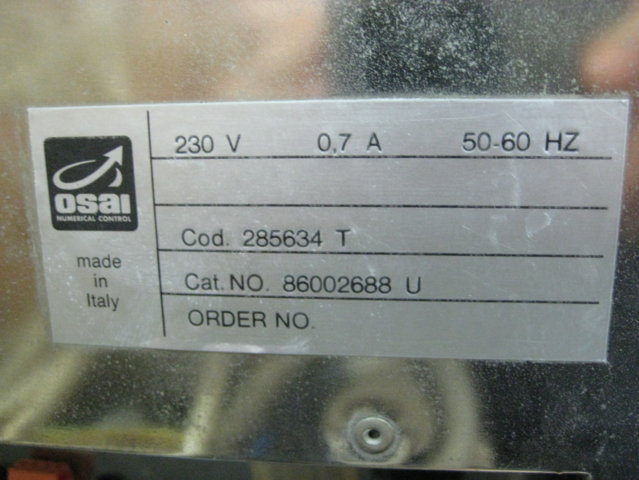 osai
NUMERICAL CONTROL
made
in
Italy
230 V 0,7 A 50-60 HZ
Cod. 285634 T
Cat. NO. 86002688 U
ORDER NO.